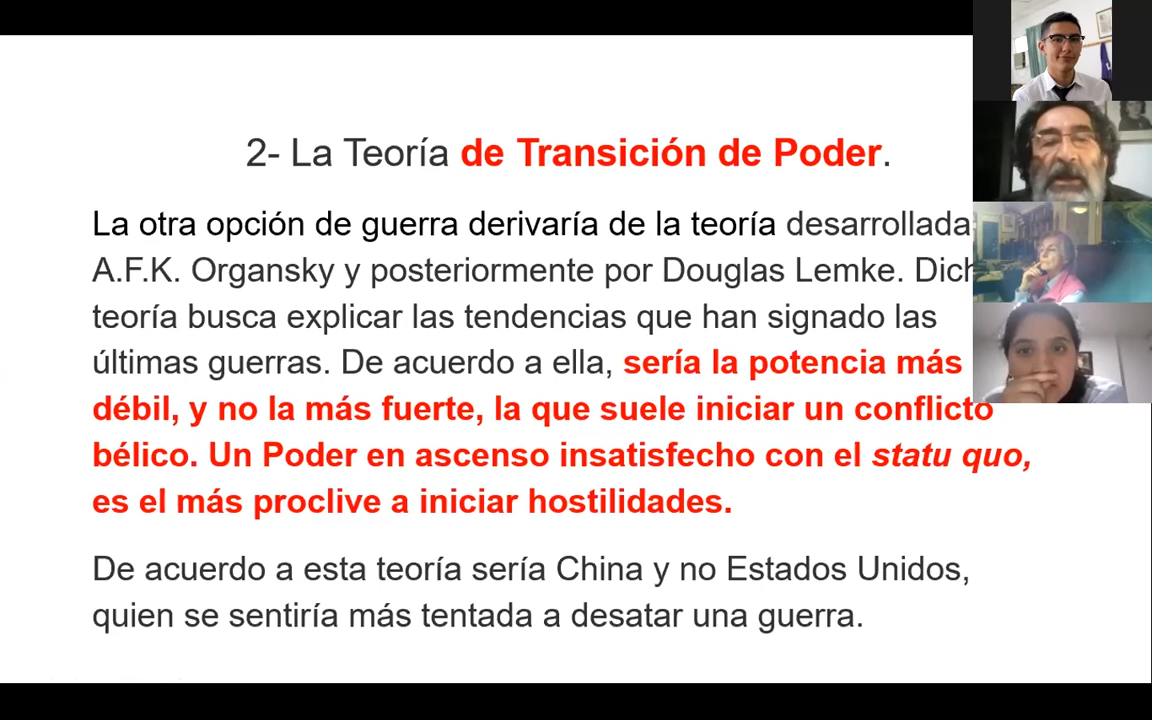 2- La Teoría de Transición de Poder.
La otra opción de guerra derivaría de la teoría desarrollada
A.F.K. Organsky y posteriormente por Douglas Lemke.
teoría busca explicar las tendencias que han signado las
últimas guerras. De acuerdo a ella, sería la potencia más
débil, y no la más fuerte, la que suele iniciar un conflicto
bélico. Un Poder en ascenso insatisfecho con el statu quo,
es el más proclive a iniciar hostilidades.
De acuerdo a esta teoría sería China y no Estados Unidos,
quien se sentiría más tentada a desatar una guerra.